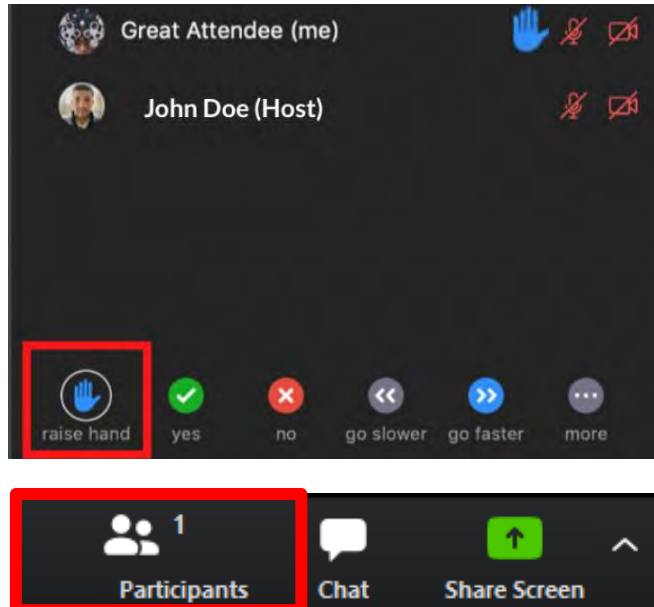 Great Attendee (me)
John Doe (Host)
raise hand yes no go slower go faster more
1
Participants Chat Share Screen